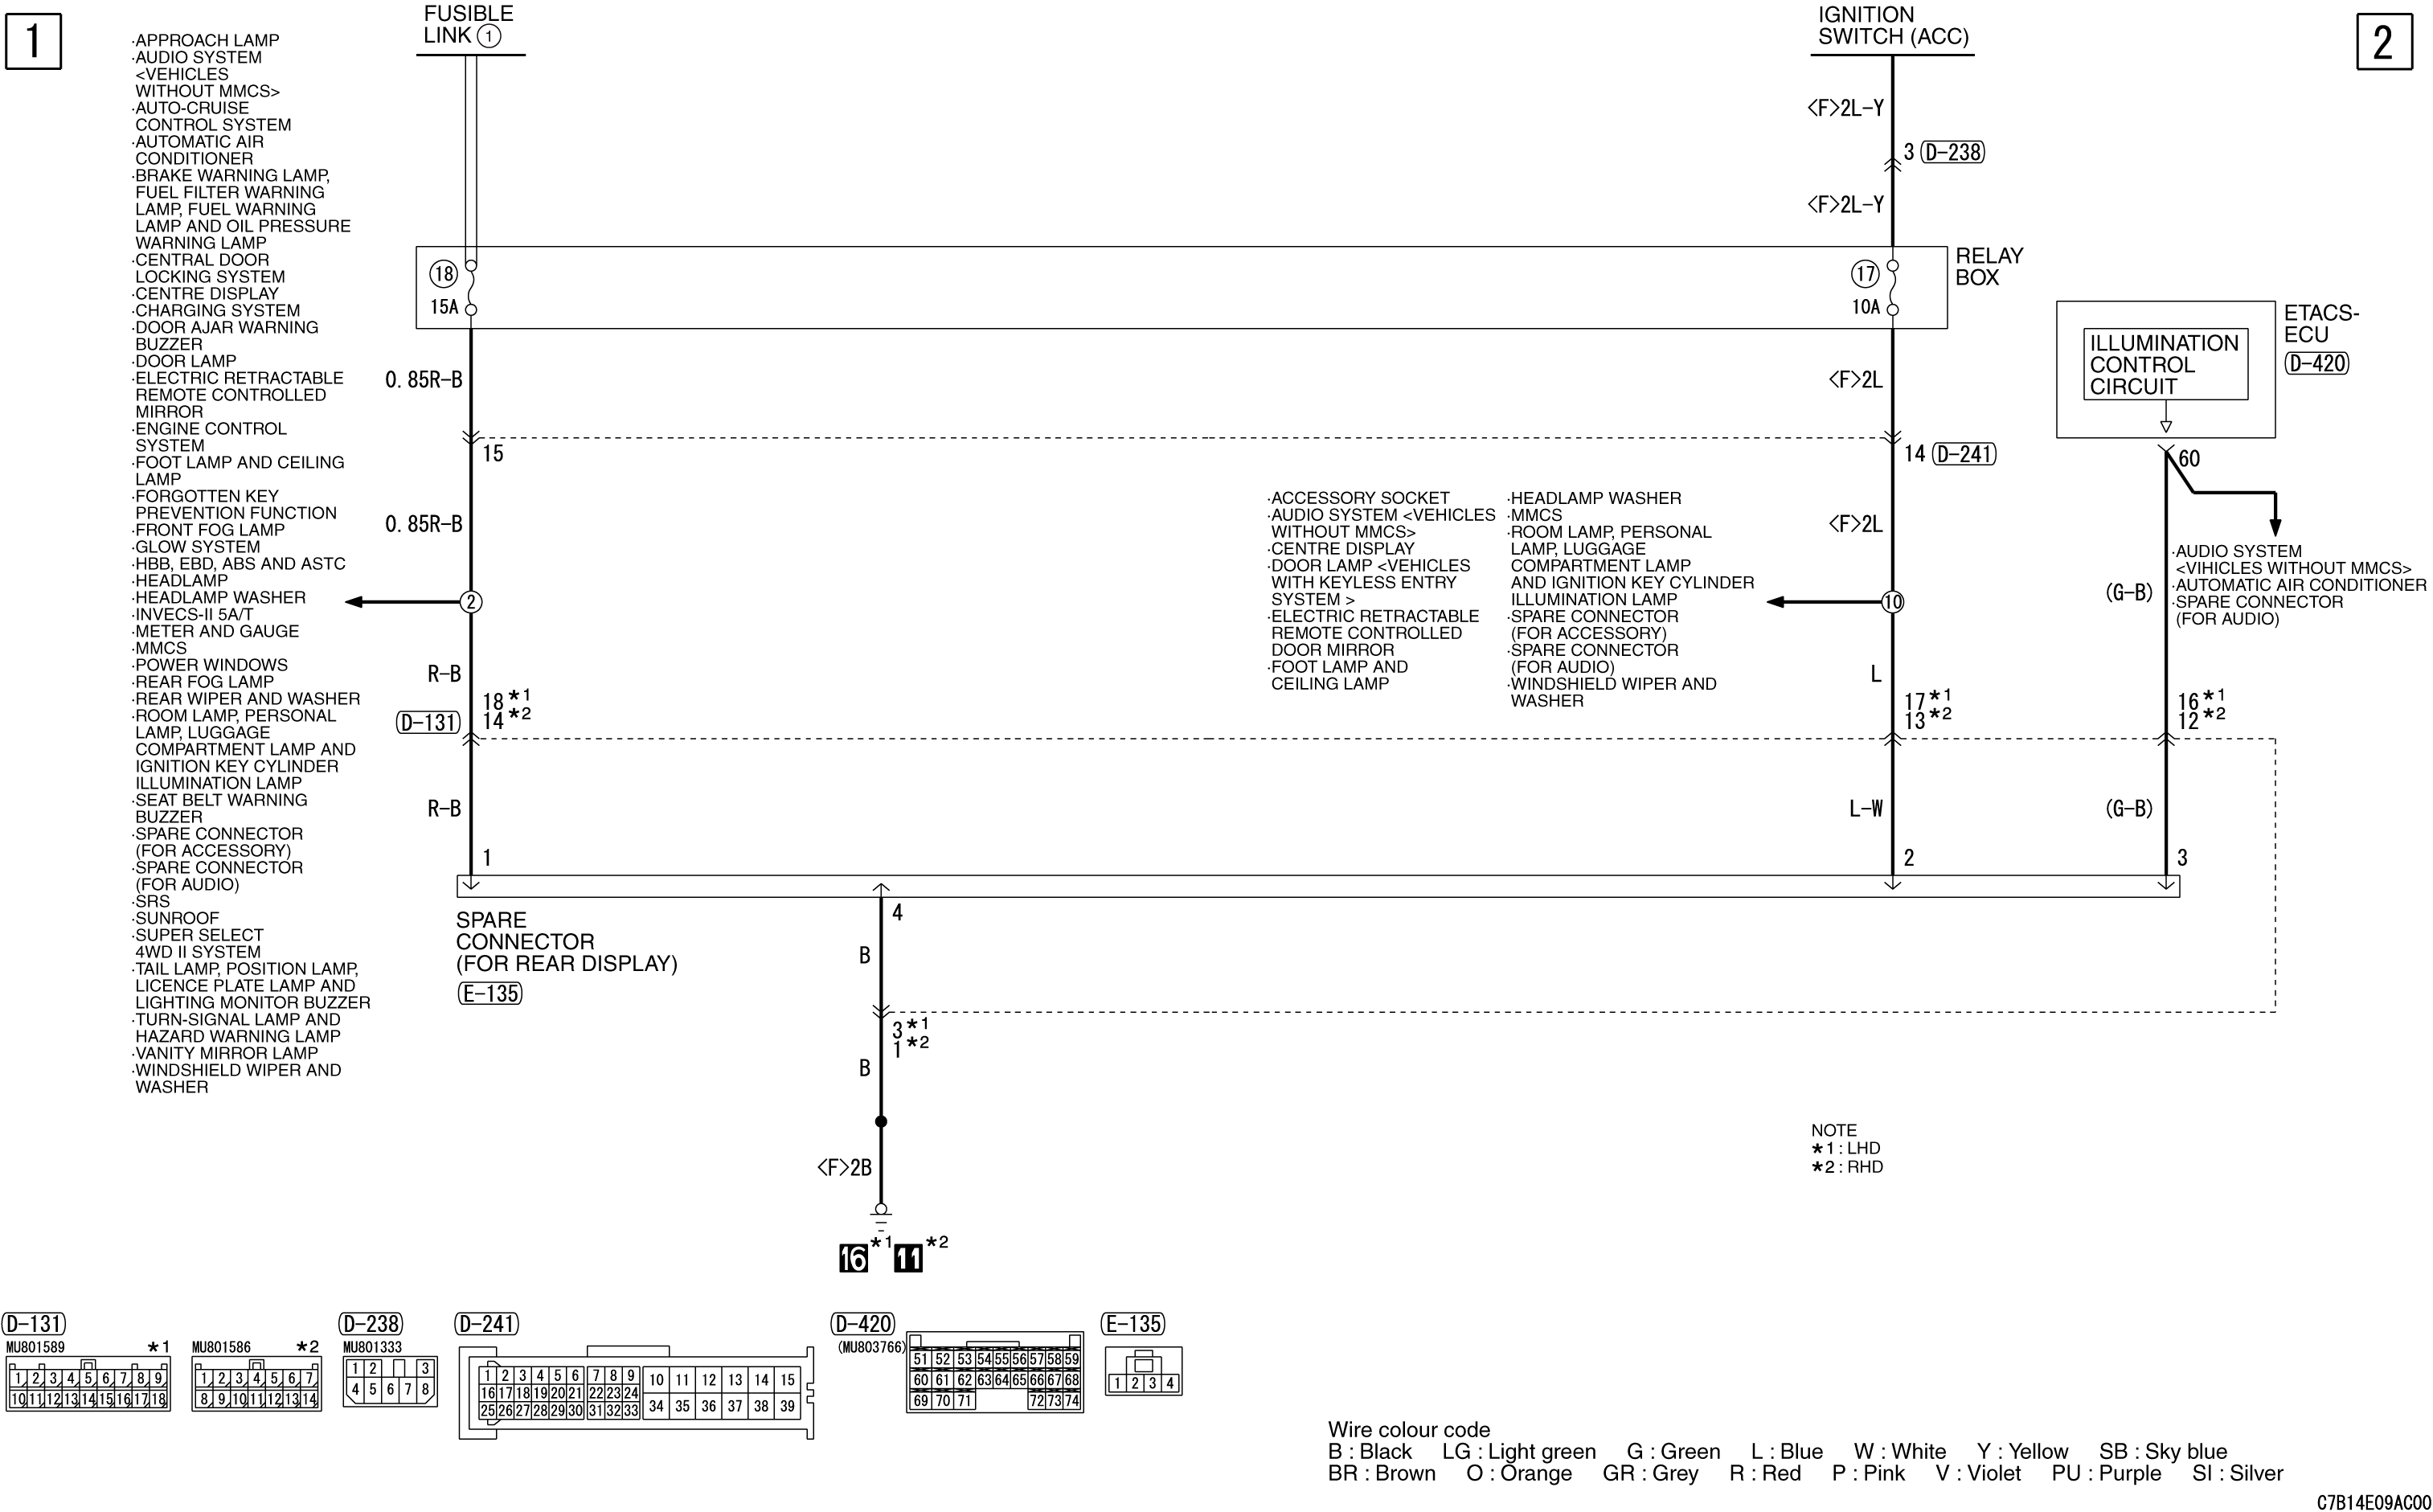 1
FUSIBLE
LINK 1
IGNITION
SWITCH (ACC)
2
·APPROACH LAMP
·AUDIO SYSTEM
<VEHICLES
WITHOUT MMCS>
·AUTO-CRUISE
CONTROL SYSTEM
·AUTOMATIC AIR
CONDITIONER
·BRAKE WARNING LAMP,
FUEL FILTER WARNING
LAMP, FUEL WARNING
LAMP AND OIL PRESSURE
WARNING LAMP
·CENTRAL DOOR
LOCKING SYSTEM
·CENTRE DISPLAY
·CHARGING SYSTEM
·DOOR AJAR WARNING
BUZZER
·DOOR LAMP
·ELECTRIC RETRACTABLE
REMOTE CONTROLLED
MIRROR
·ENGINE CONTROL
SYSTEM
·FOOT LAMP AND CEILING
LAMP
·FORGOTTEN KEY
PREVENTION FUNCTION
·FRONT FOG LAMP
·GLOW SYSTEM
·HBB, EBD, ABS AND ASTC
·HEADLAMP
·HEADLAMP WASHER
·INVECS-II 5A/T
·METER AND GAUGE
·MMCS
·POWER WINDOWS
·REAR FOG LAMP
·REAR WIPER AND WASHER
·ROOM LAMP, PERSONAL
LAMP, LUGGAGE
COMPARTMENT LAMP AND
IGNITION KEY CYLINDER
ILLUMINATION LAMP
·SEAT BELT WARNING
BUZZER
·SPARE CONNECTOR
(FOR ACCESSORY)
·SPARE CONNECTOR
(FOR AUDIO)
·SRS
·SUNROOF
·SUPER SELECT
4WD II SYSTEM
·TAIL LAMP, POSITION LAMP,
LICENCE PLATE LAMP AND
LIGHTING MONITOR BUZZER
·TURN-SIGNAL LAMP AND
HAZARD WARNING LAMP
·VANITY MIRROR LAMP
·WINDSHIELD WIPER AND
WASHER
<F>2L-Y
3 D-238
<F>2L-Y
RELAY
BOX
18
15A
17
10A
ETACS-
ECU
D-420
ILLUMINATION
CONTROL
CIRCUIT
0.85R-B
<F>2L
15
14 D-241
60
0.85R-B
<F>2L
·ACCESSORY SOCKET
·AUDIO SYSTEM <VEHICLES
WITHOUT MMCS>
·CENTRE DISPLAY
·DOOR LAMP <VEHICLES
WITH KEYLESS ENTRY
SYSTEM >
·ELECTRIC RETRACTABLE
REMOTE CONTROLLED
DOOR MIRROR
·FOOT LAMP AND
CEILING LAMP
·HEADLAMP WASHER
·MMCS
·ROOM LAMP, PERSONAL
LAMP, LUGGAGE
COMPARTMENT LAMP
AND IGNITION KEY CYLINDER
ILLUMINATION LAMP
·SPARE CONNECTOR
(FOR ACCESSORY)
·SPARE CONNECTOR
(FOR AUDIO)
·WINDSHIELD WIPER AND
WASHER
·AUDIO SYSTEM
<VIHICLES WITHOUT MMCS>
·AUTOMATIC AIR CONDITIONER
·SPARE CONNECTOR
(FOR AUDIO)
2
10
(G-B)
R-B
L
D-131
18 *1
14 *2
17 *1
13 *2
16 *1
12 *2
R-B
L-W
(G-B)
1
2
3
SPARE
CONNECTOR
(FOR REAR DISPLAY)
E-135
4
B
3 *1
1 *2
B
<F>2B
16 *1 11 *2
NOTE
*1 : LHD
*2 : RHD
D-131
MU801589 *1
1 2 3 4 5 6 7 8 9
10 11 12 13 14 15 16 17 18
MU801586 *2
1 2 3 4 5 6 7
8 9 10 11 12 13 14
D-238
MU801333
1 2 3
4 5 6 7 8
D-241
1 2 3 4 5 6 7 8 9 10 11 12 13 14 15
16 17 18 19 20 21 22 23 24
25 26 27 28 29 30 31 32 33 34 35 36 37 38 39
D-420
(MU803766)
51 52 53 54 55 56 57 58 59
60 61 62 63 64 65 66 67 68
69 70 71 72 73 74
E-135
1 2 3 4
Wire colour code
B : Black LG : Light green G : Green L : Blue W : White Y : Yellow SB : Sky blue
BR : Brown O : Orange GR : Grey R : Red P : Pink V : Violet PU : Purple SI : Silver
C7B14E09AC00